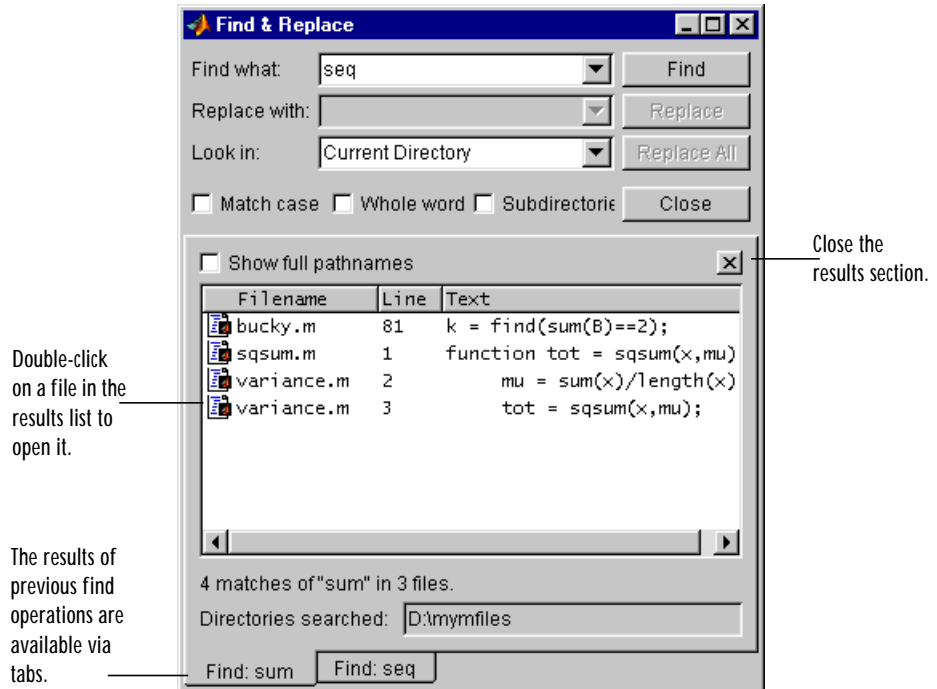 Find & Replace
Find what: seq Find
Replace with: Replace
Look in: Current Directory Replace All
Match case Whole word Subdirectorie Close
Close the
results section.
Show full pathnames
Filename Line Text
bucky.m 81 k = find(sum(B)==2);
sqsum.m 1 function tot = sqsum(x,mu)
variance.m 2 mu = sum(x)/length(x)
variance.m 3 tot = sqsum(x,mu);
Double-click
on a file in the
results list to
open it.
The results of
previous find
operations are
available via
tabs.
4 matches of "sum" in 3 files.
Directories searched: D:\mymfiles
Find: sum Find: seq